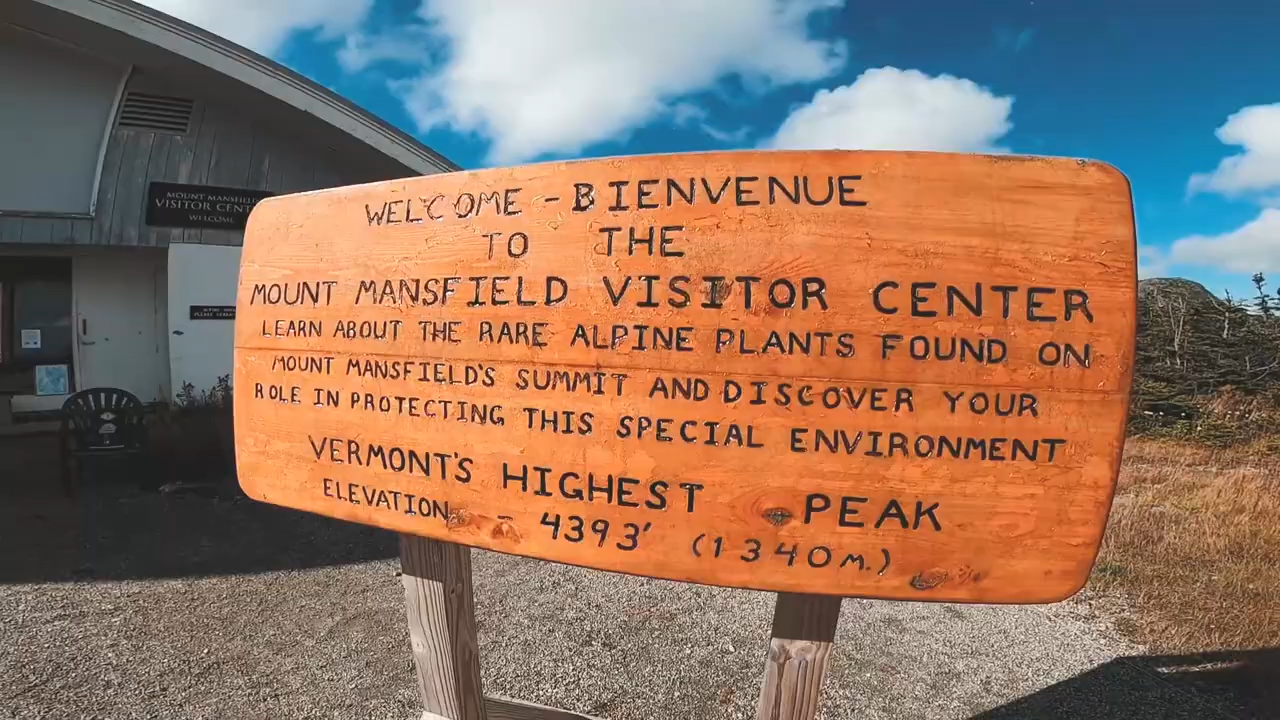 MOUNT MANSFIELD
VISITOR CENT
WELCOME
WELCOME - BIENVENUE
TO THE
MOUNT MANSFIELD VISITOR CENTER
LEARN ABOUT THE RARE ALPINE PLANTS FOUND ON
MOUNT MANSFIELD'S SUMMIT AND DISCOVER YOUR
ROLE IN PROTECTING THIS SPECIAL ENVIRONMENT
VERMONT'S HIGHEST PEAK
ELEVATION - 4393' (1340M.)